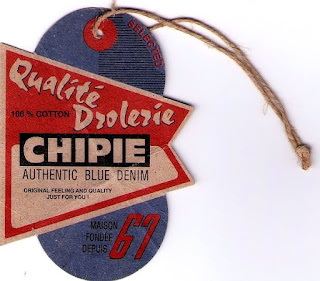 SELECTED
Qualité
100 % COTTON
Drolerie
CHIPIE
AUTHENTIC BLUE DENIM
ORIGINAL FEELING AND QUALITY
JUST FOR YOU!
MAISON
FONDÉE
DEPUIS
67